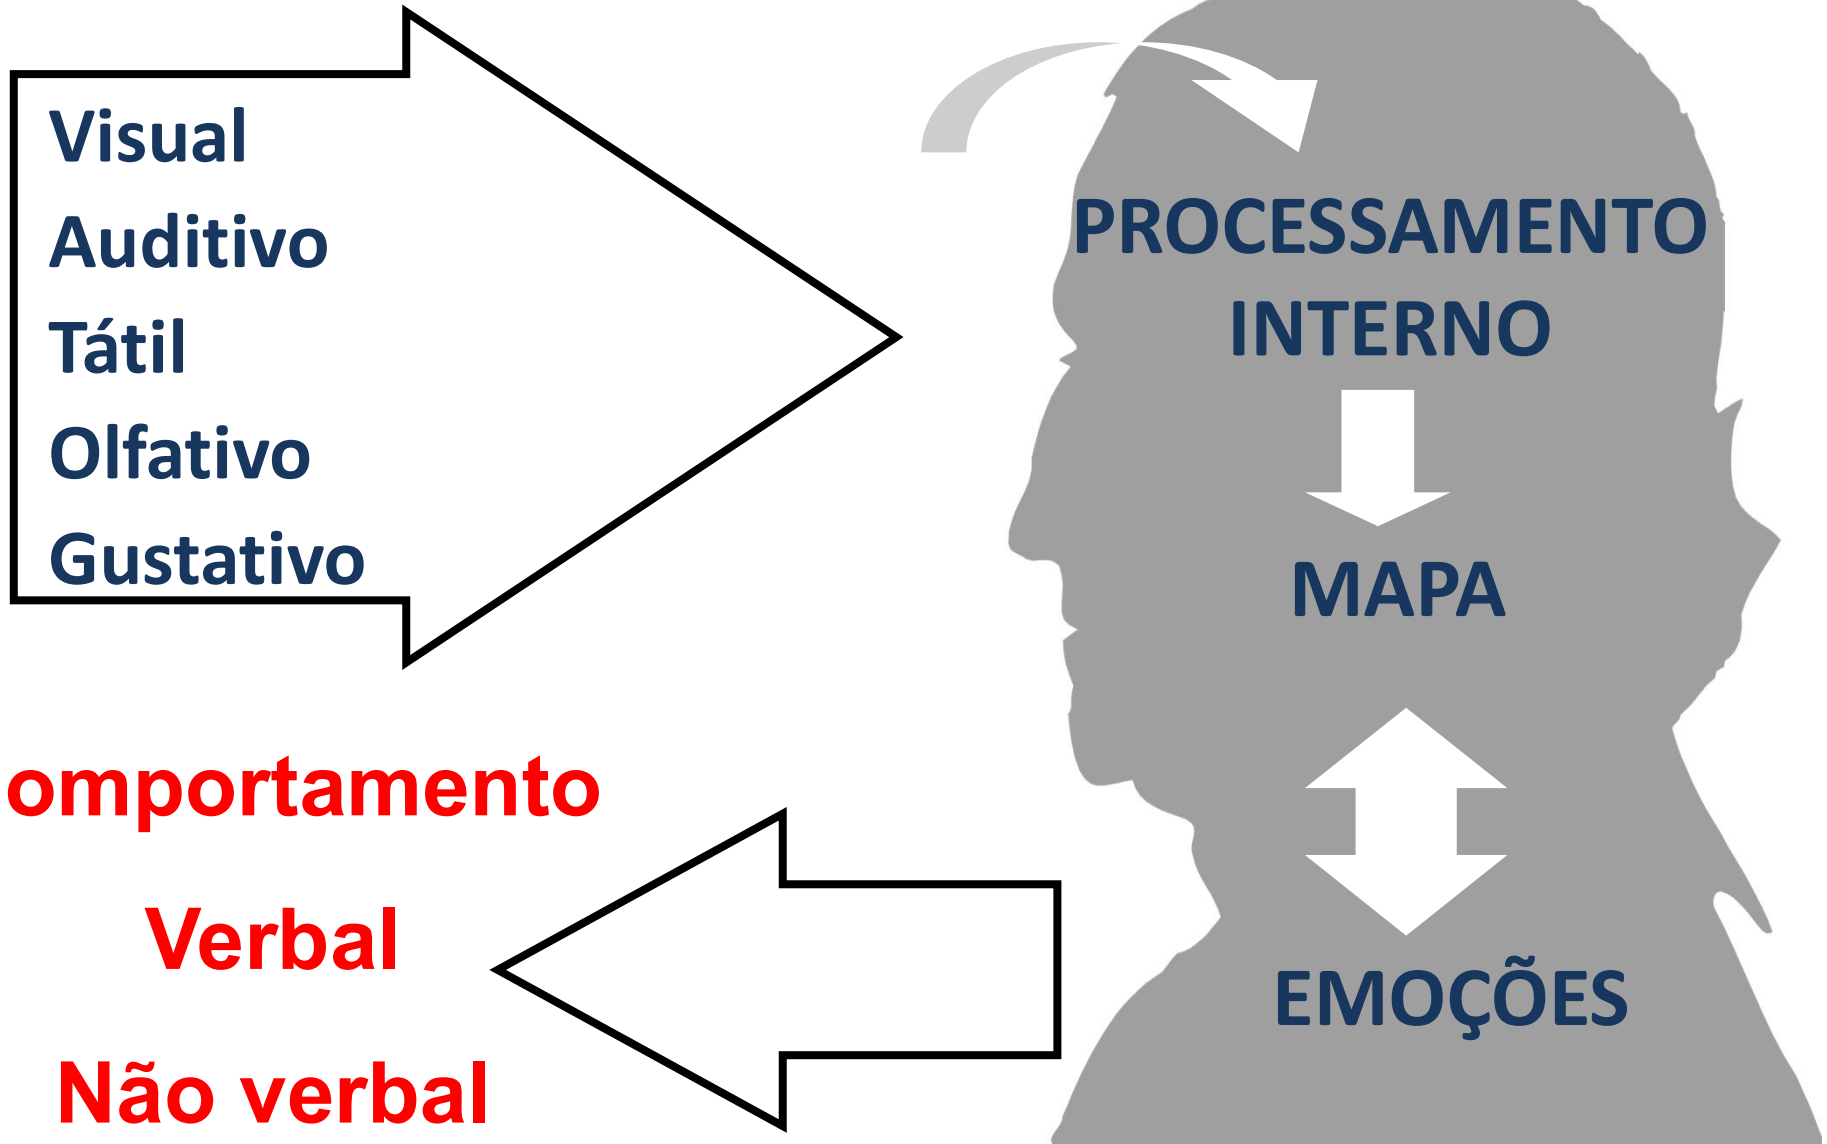 Visual
Auditivo
Tátil
Olfativo
Gustativo
PROCESSAMENTO
INTERNO
MAPA
EMOÇÕES
omportamento
Verbal
Não verbal